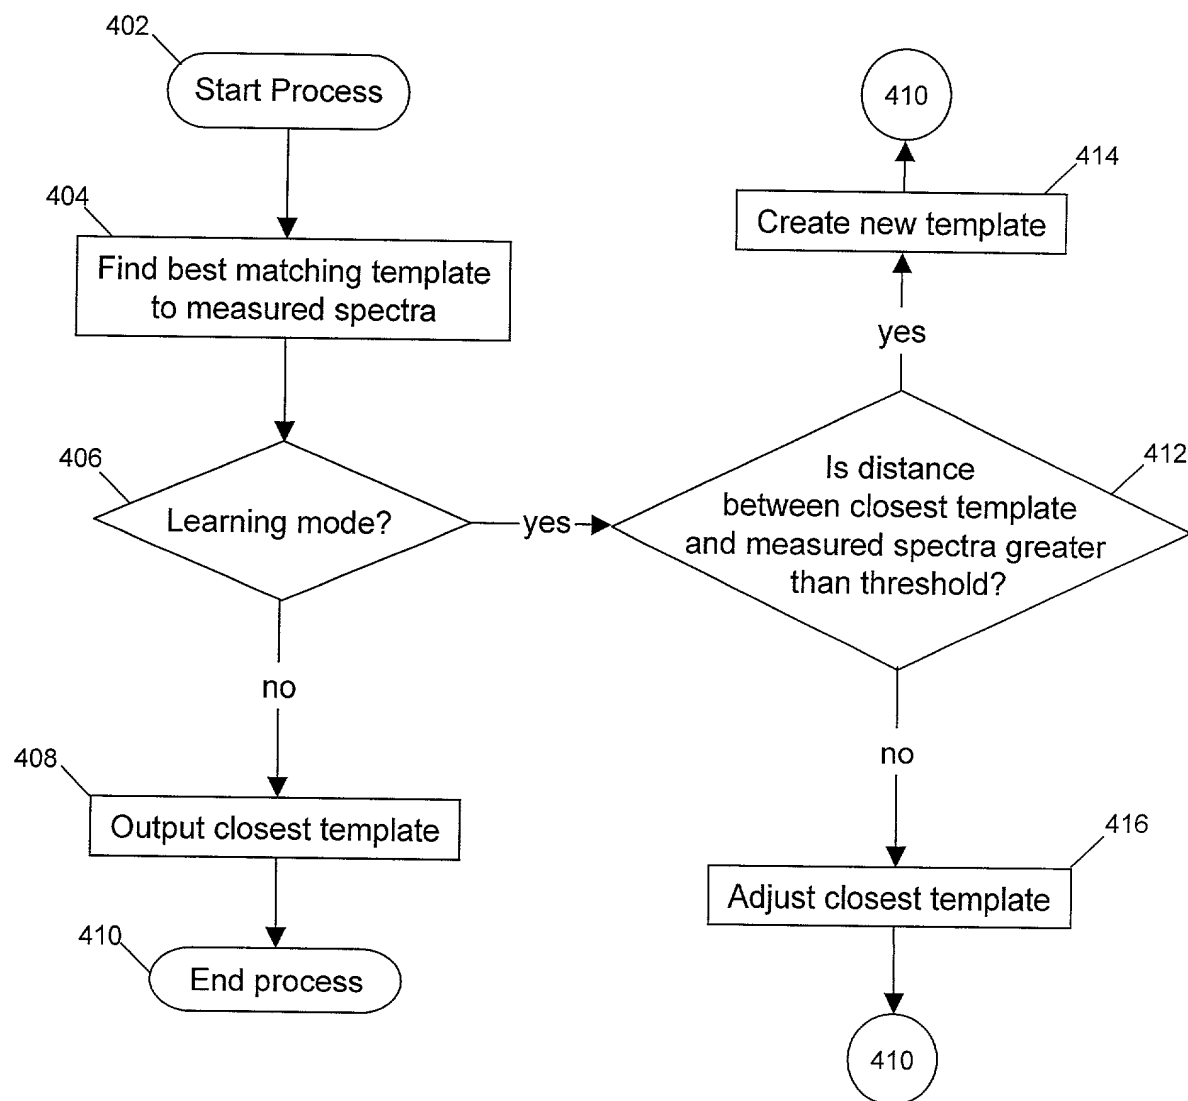 402
Start Process
404
Find best matching template
to measured spectra
406
Learning mode?
yes
no
408
Output closest template
410
End process
410
414
Create new template
yes
412
Is distance
between closest template
and measured spectra greater
than threshold?
no
416
Adjust closest template
410